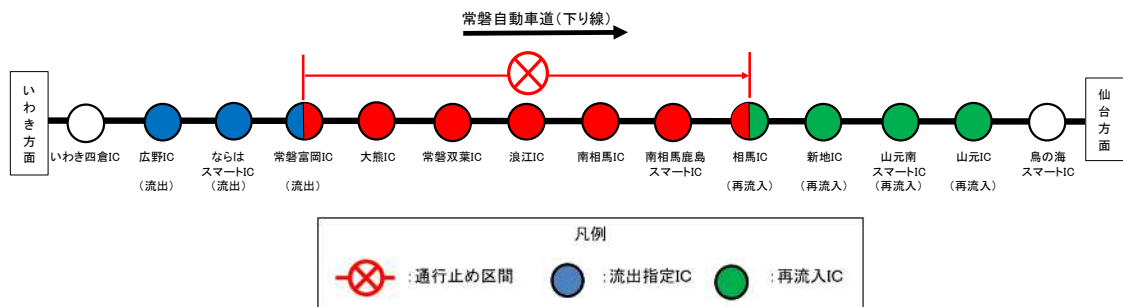 常磐自動車道(下り線)
いわき方面
仙台方面
いわき四倉IC
広野IC
(流出)
ならは
スマートIC
(流出)
常磐富岡IC
(流出)
大熊IC
常磐双葉IC
浪江IC
南相馬IC
南相馬鹿島
スマートIC
相馬IC
(再流入)
新地IC
(再流入)
山元南
スマートIC
(再流入)
山元IC
(再流入)
鳥の海
スマートIC
凡例
:通行止め区間
:流出指定IC
:再流入IC